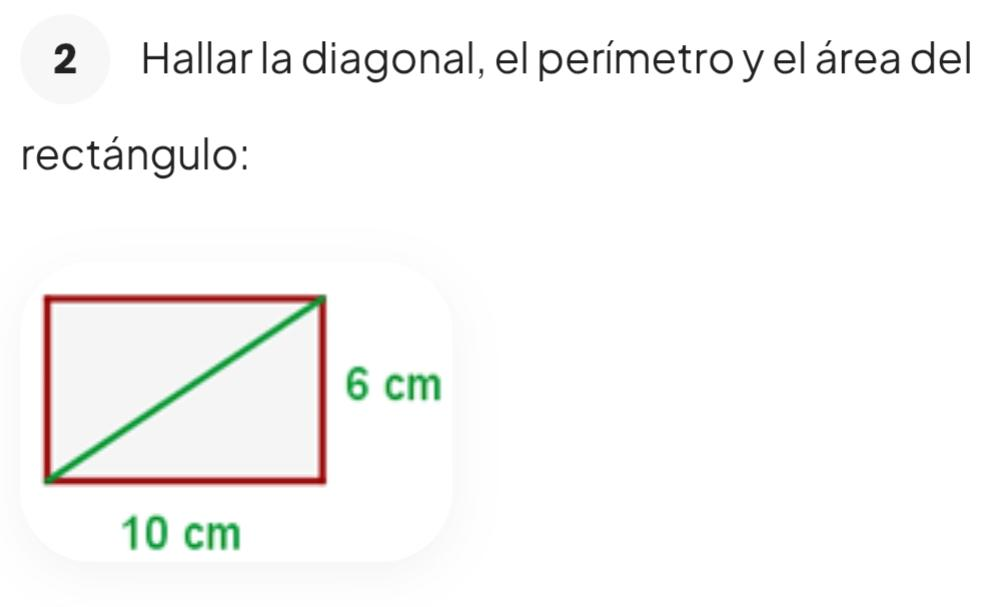 2 Hallar la diagonal, el perímetro y el área del
rectángulo:
6 cm
10 cm